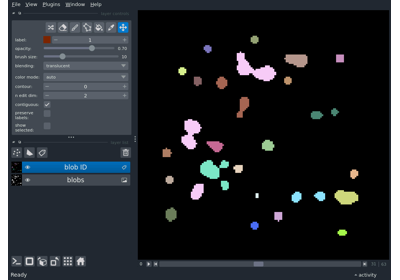 File View Plugins Window Help
label: 1
opacity: 0.70
brush size: 10
blending: translucent
color mode: auto
contour: 0
n edit dim: 2
contiguous: ✓
preserve labels:
show selected:
blob ID
blobs
Ready
activity